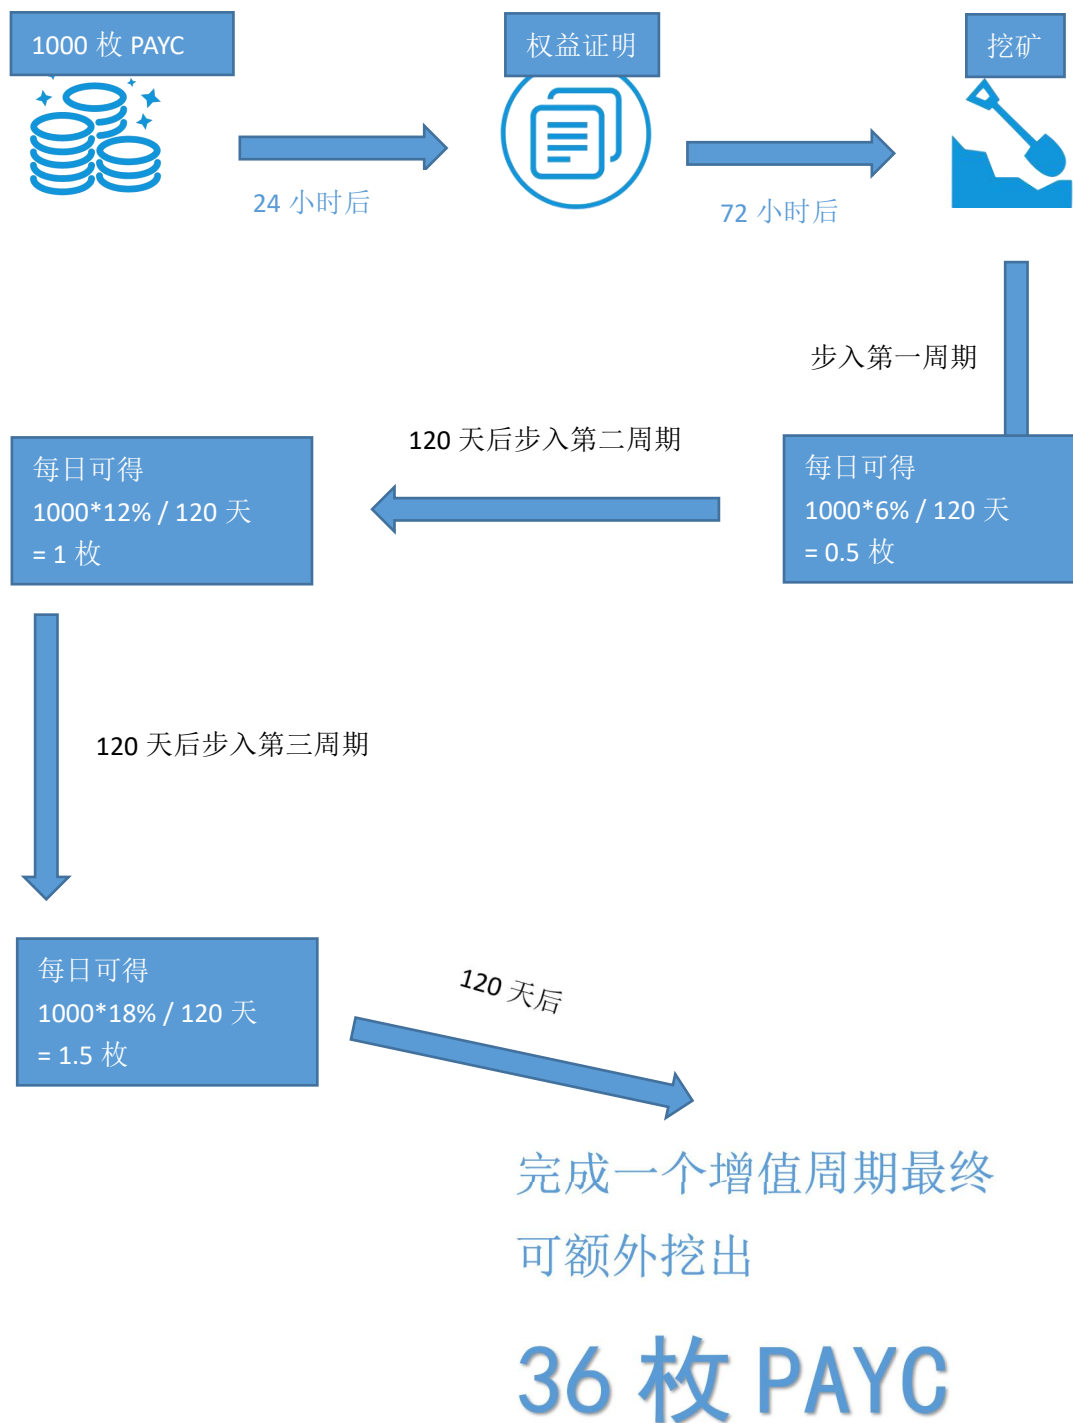 1000 枚 PAYC
权益证明
挖矿
24 小时后
72 小时后
步入第一周期
120 天后步入第二周期
每日可得
1000*6% / 120 天
= 0.5 枚
每日可得
1000*12% / 120 天
= 1 枚
120 天后步入第三周期
每日可得
1000*18% / 120 天
= 1.5 枚
120 天后
完成一个增值周期最终
可额外挖出
36 枚 PAYC